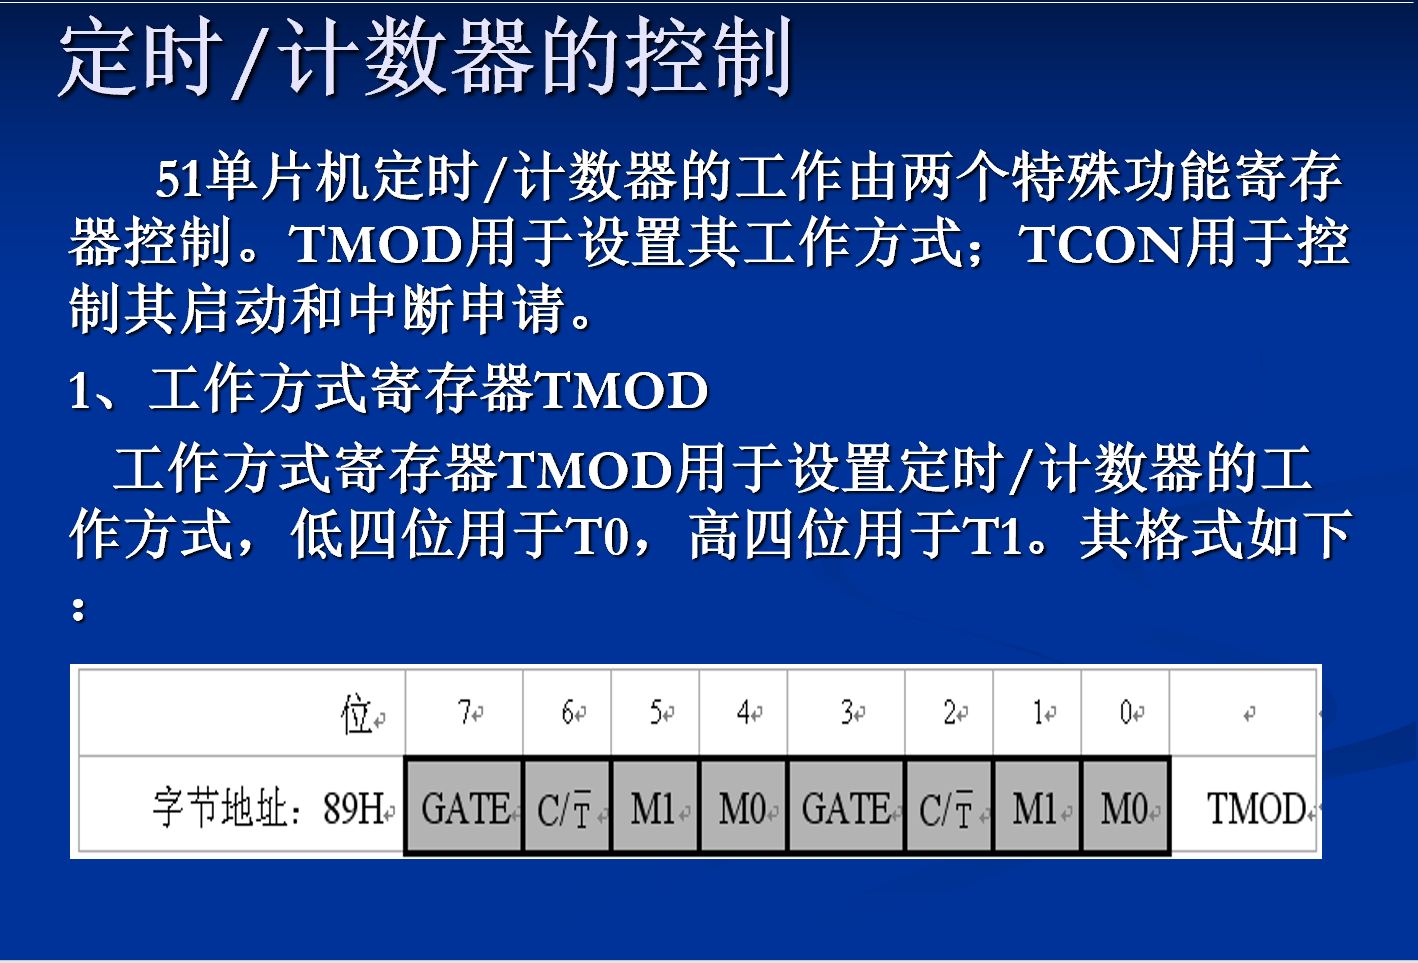 定时/计数器的控制
51单片机定时/计数器的工作由两个特殊功能寄存
器控制。TMOD用于设置其工作方式；TCON用于控
制其启动和中断申请。
1、工作方式寄存器TMOD
工作方式寄存器TMOD用于设置定时/计数器的工
作方式，低四位用于T0，高四位用于T1。其格式如下
：
位 7 6 5 4 3 2 1 0
字节地址：89H GATE C/T̅ M1 M0 GATE C/T̅ M1 M0 TMOD